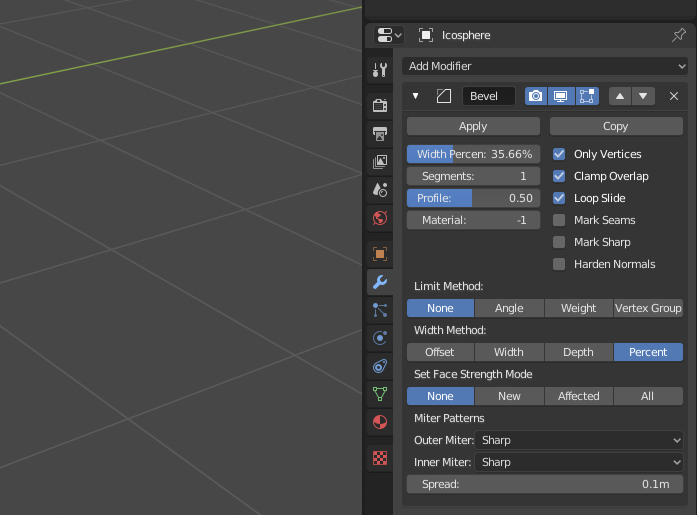 Icosphere
Add Modifier
Bevel
Apply Copy
Width Percen: 35.66% Only Vertices
Segments: 1 Clamp Overlap
Profile: 0.50 Loop Slide
Material: -1 Mark Seams
Mark Sharp
Harden Normals
Limit Method:
None Angle Weight Vertex Group
Width Method:
Offset Width Depth Percent
Set Face Strength Mode
None New Affected All
Miter Patterns
Outer Miter: Sharp
Inner Miter: Sharp
Spread: 0.1m